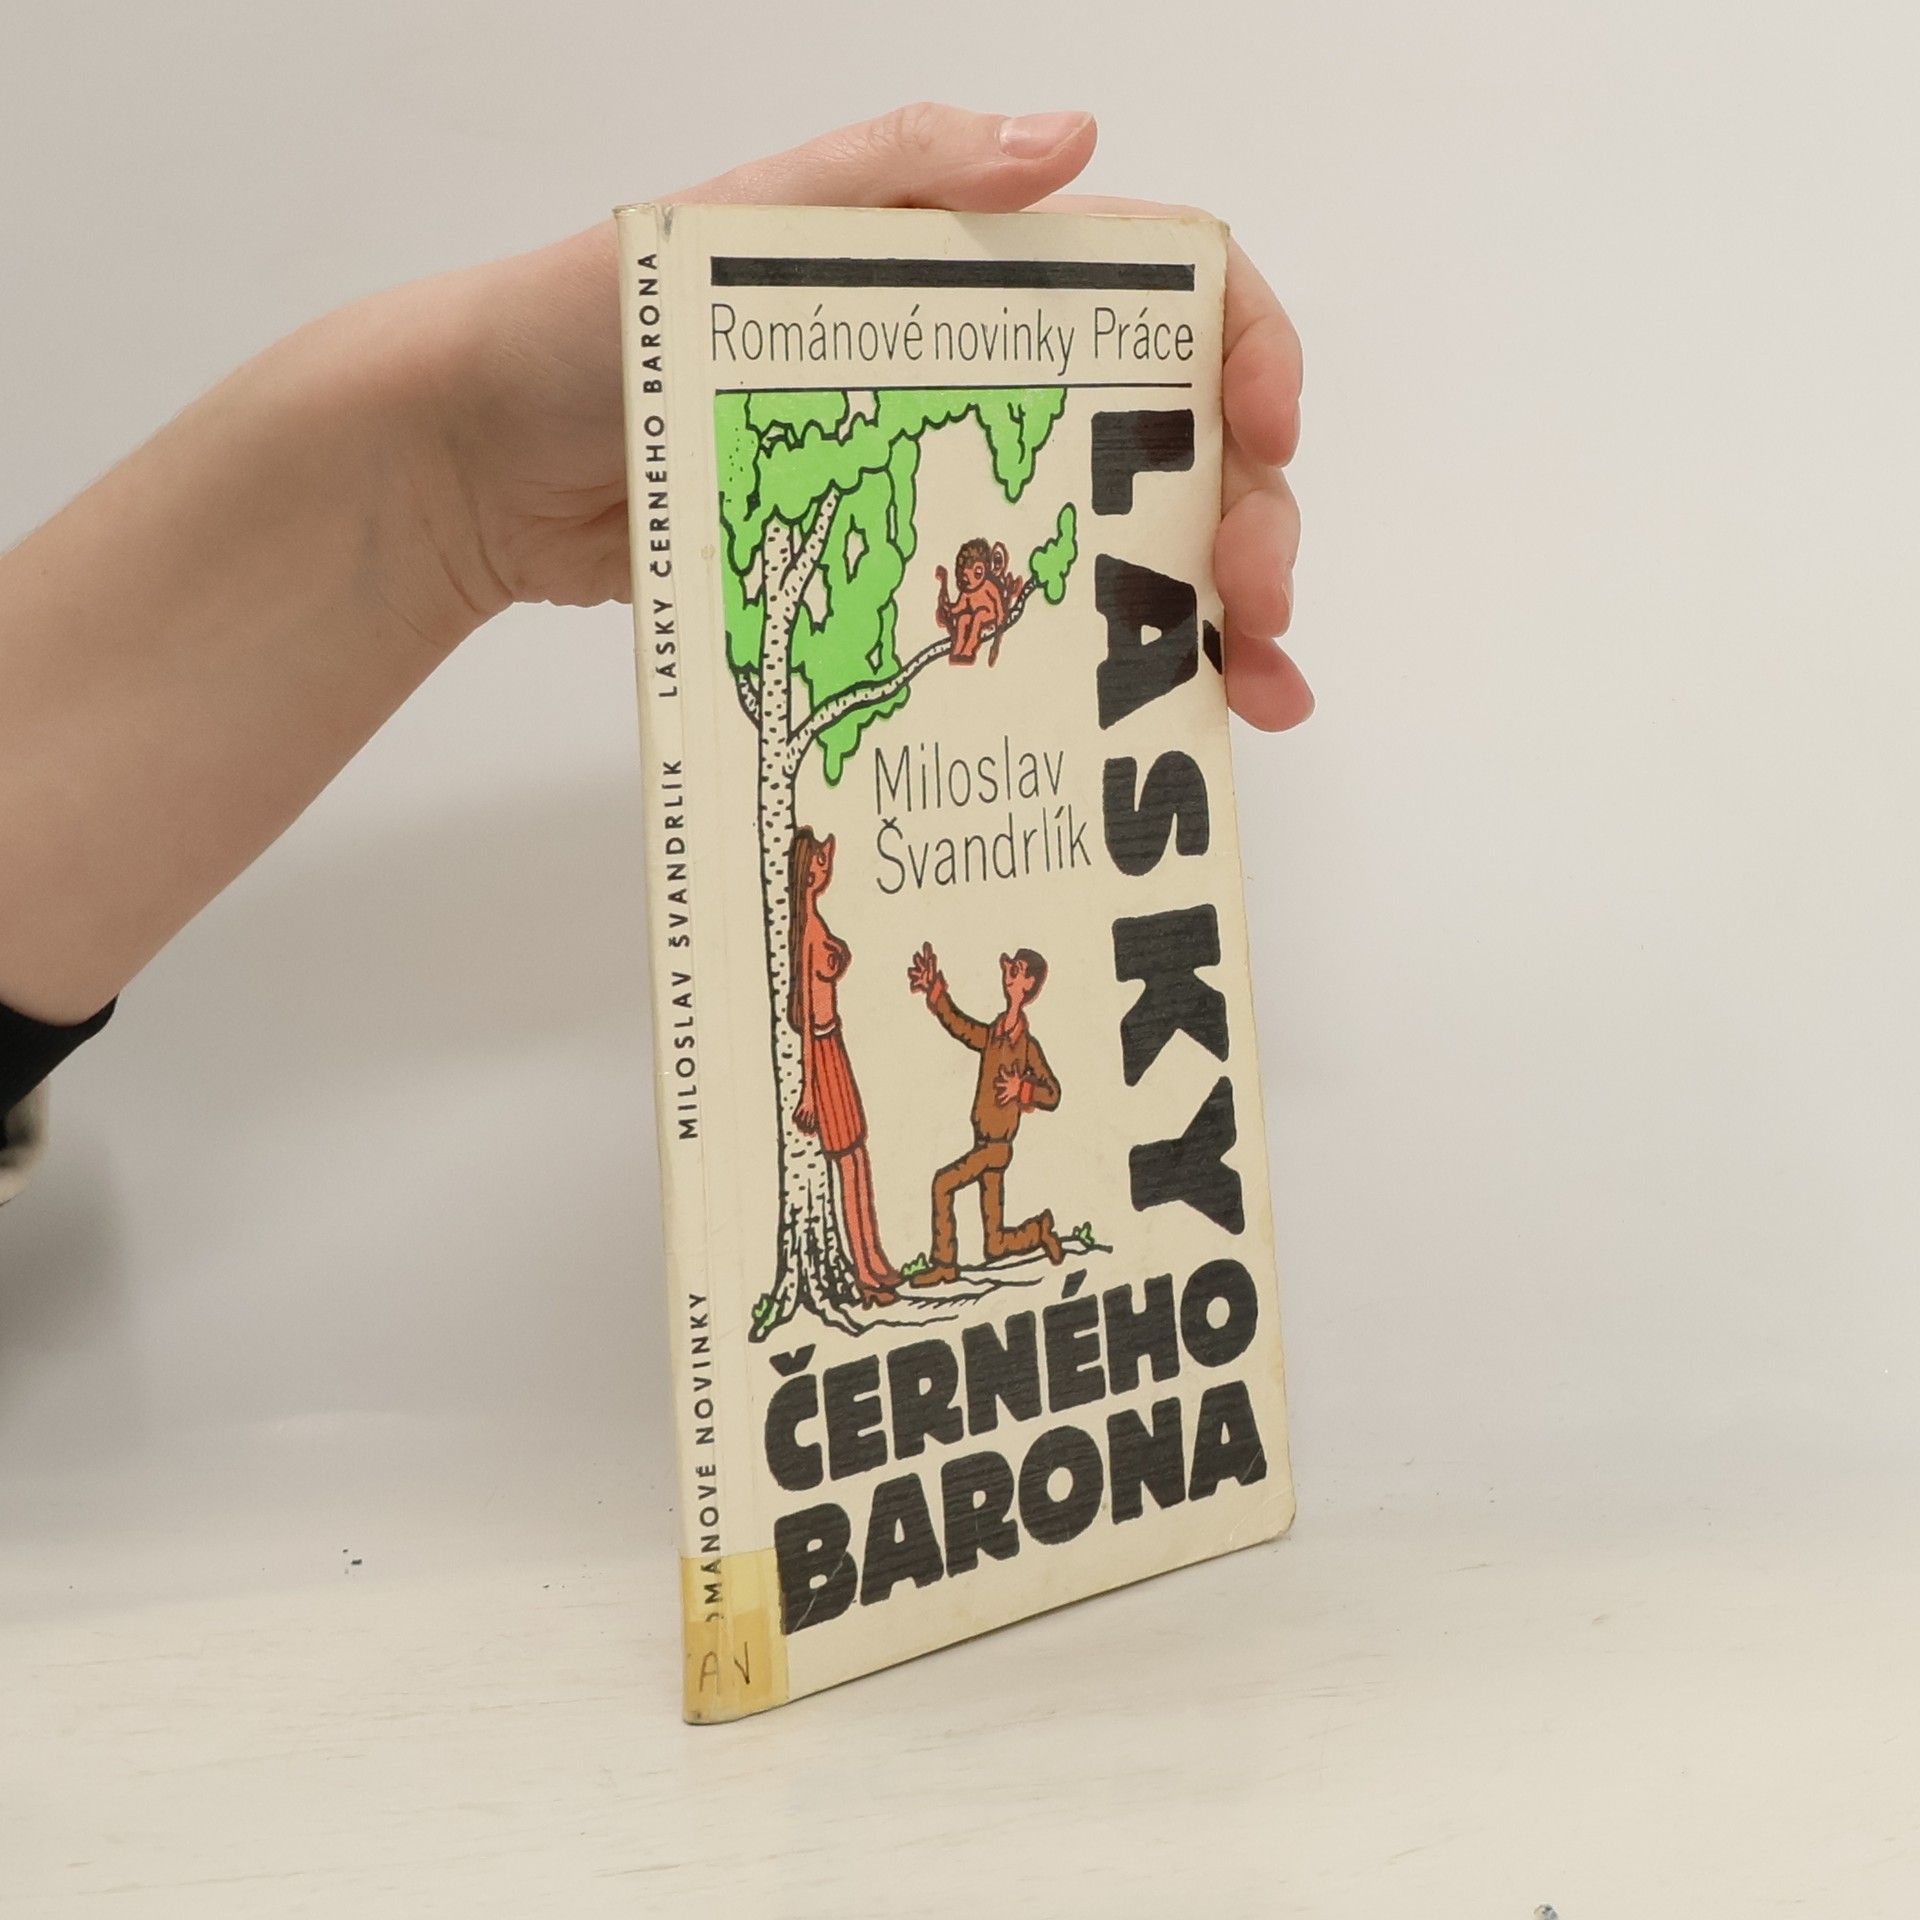 Románové novinky Práce
LÁSKY
Miloslav
Švandrlík
ČERNÉHO
BARONA
MILOSLAV ŠVANDRLÍK LÁSKY ČERNÉHO BARONA
OMÁNOVÉ NOVINKY